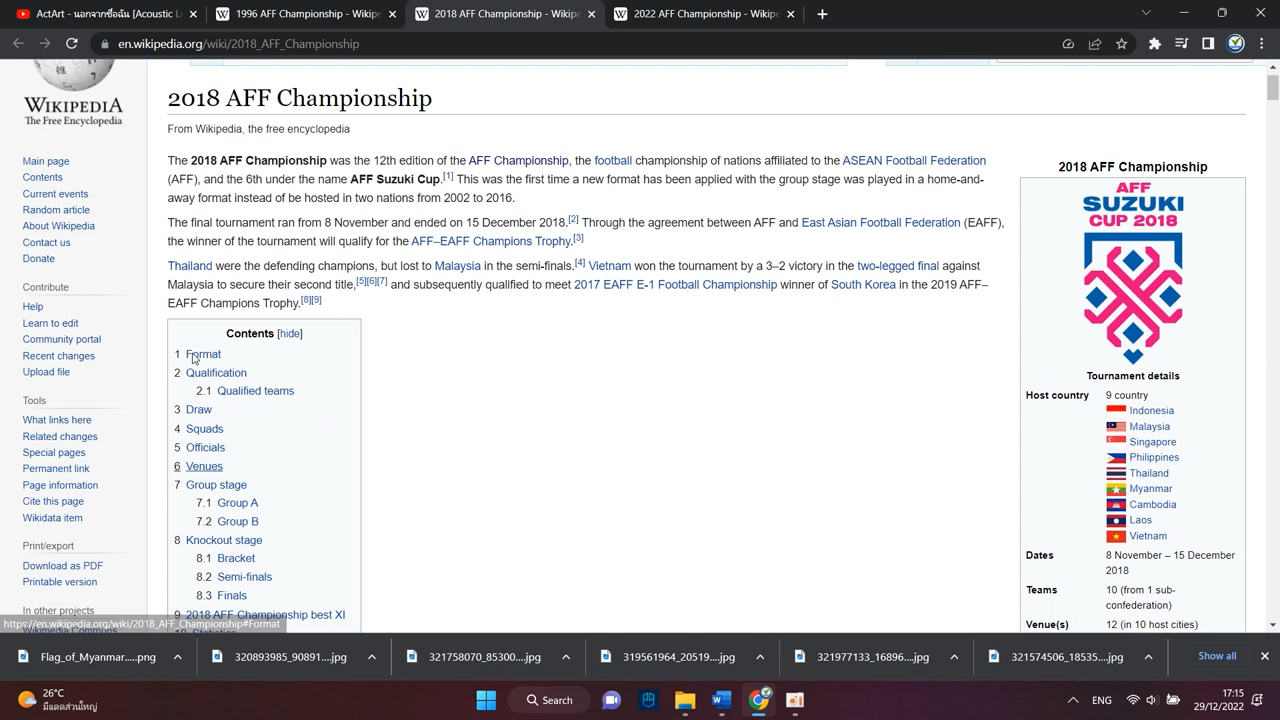 ActArt - นอกจากชื่อฉัน [Acoustic L
1996 AFF Championship - Wikipe
2018 AFF Championship - Wikipe
2022 AFF Championship - Wikipe
en.wikipedia.org/wiki/2018_AFF_Championship
WIKIPEDIA
The Free Encyclopedia
Main page
Contents
Current events
Random article
About Wikipedia
Contact us
Donate
Contribute
Help
Learn to edit
Community portal
Recent changes
Upload file
Tools
What links here
Related changes
Special pages
Permanent link
Page information
Cite this page
Wikidata item
Print/export
Download as PDF
Printable version
In other projects
Wikimedia Commons
2018 AFF Championship
From Wikipedia, the free encyclopedia
The 2018 AFF Championship was the 12th edition of the AFF Championship, the football championship of nations affiliated to the ASEAN Football Federation
(AFF), and the 6th under the name AFF Suzuki Cup.[1] This was the first time a new format has been applied with the group stage was played in a home-and-
away format instead of be hosted in two nations from 2002 to 2016.
The final tournament ran from 8 November and ended on 15 December 2018.[2] Through the agreement between AFF and East Asian Football Federation (EAFF),
the winner of the tournament will qualify for the AFF–EAFF Champions Trophy.[3]
Thailand were the defending champions, but lost to Malaysia in the semi-finals.[4] Vietnam won the tournament by a 3–2 victory in the two-legged final against
Malaysia to secure their second title,[5][6][7] and subsequently qualified to meet 2017 EAFF E-1 Football Championship winner of South Korea in the 2019 AFF–
EAFF Champions Trophy.[8][9]
Contents [hide]
1 Format
2 Qualification
2.1 Qualified teams
3 Draw
4 Squads
5 Officials
6 Venues
7 Group stage
7.1 Group A
7.2 Group B
8 Knockout stage
8.1 Bracket
8.2 Semi-finals
8.3 Finals
9 2018 AFF Championship best XI
10 Statistics
2018 AFF Championship
AFF
SUZUKI
CUP 2018
Tournament details
Host country 9 country
Indonesia
Malaysia
Singapore
Philippines
Thailand
Myanmar
Cambodia
Laos
Vietnam
Dates 8 November – 15 December
2018
Teams 10 (from 1 sub-
confederation)
Venue(s) 12 (in 10 host cities)
https://en.wikipedia.org/wiki/2018_AFF_Championship#Format
Flag_of_Myanmar.....png
320893985_90891....jpg
321758070_85300....jpg
319561964_20519....jpg
321977133_16896....jpg
321574506_18535....jpg
Show all
26°C
มีแดดส่วนใหญ่
Search
ENG
17:15
29/12/2022